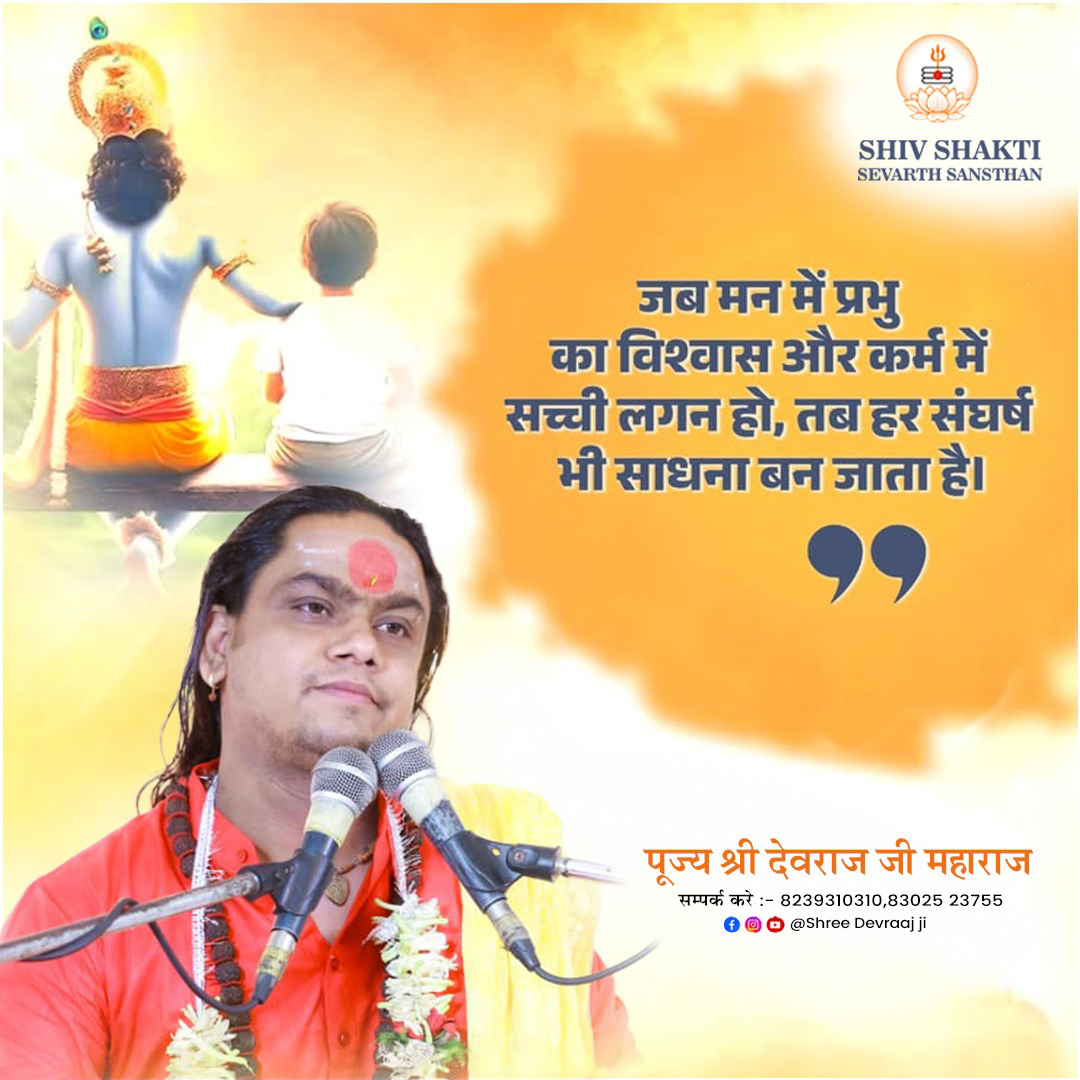 SHIV SHAKTI
SEVARTH SANSTHAN
जब मन में प्रभु
का विश्वास और कर्म में
सच्ची लगन हो, तब हर संघर्ष
भी साधना बन जाता है।
”
पूज्य श्री देवराज जी महाराज
सम्पर्क करे :- 8239310310,83025 23755
@Shree Devraaj ji